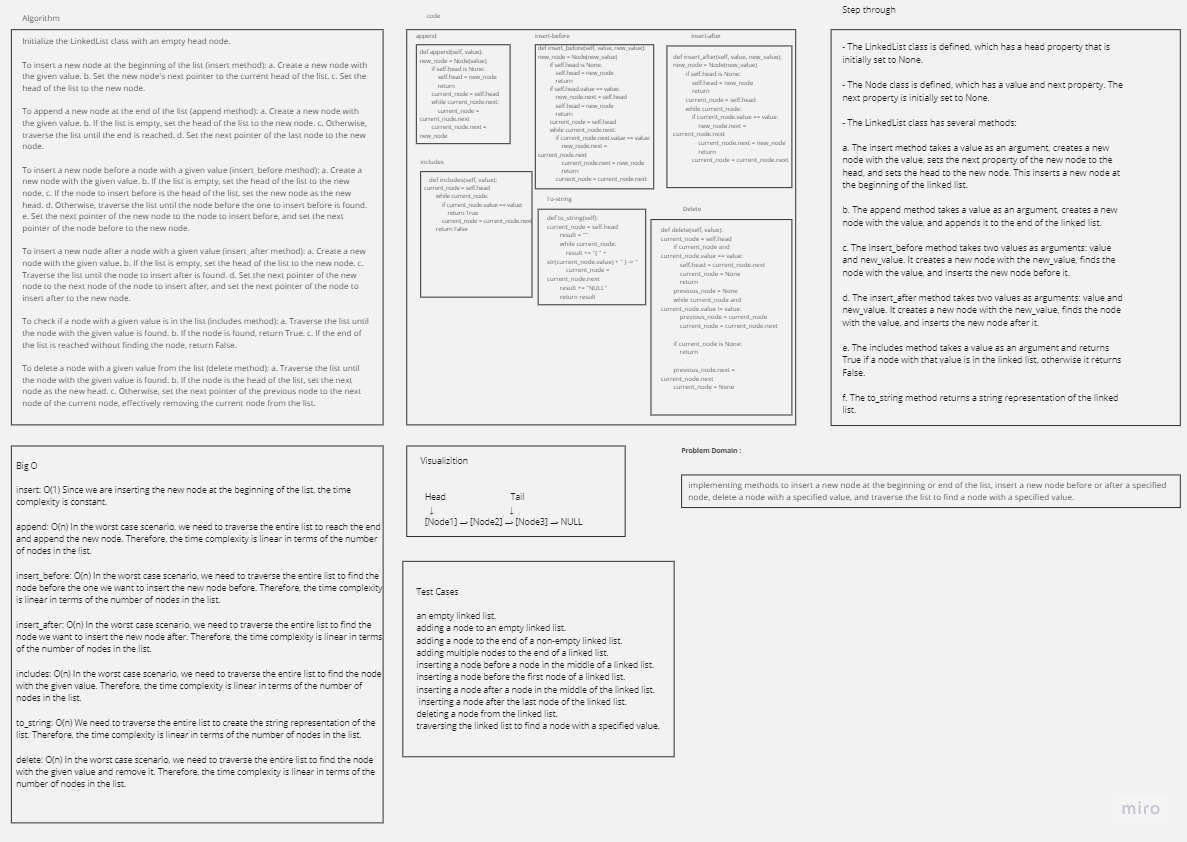 Algorithm
Initialize the LinkedList class with an empty head node.
To insert a new node at the beginning of the list (insert method): a. Create a new node with
the given value. b. Set the new node's next pointer to the current head of the list. c. Set the
head of the list to the new node.
To append a new node at the end of the list (append method): a. Create a new node with
the given value. b. If the list is empty, set the head of the list to the new node. c. Otherwise,
traverse the list until the end is reached. d. Set the next pointer of the last node to the new
node.
To insert a new node before a node with a given value (insert_before method): a. Create a
new node with the given value. b. If the list is empty, set the head of the list to the new
node. c. If the node to insert before is the head of the list, set the new node as the new
head. d. Otherwise, traverse the list until the node before the one to insert before is found.
e. Set the next pointer of the new node to the node to insert before, and set the next
pointer of the node before to the new node.
To insert a new node after a node with a given value (insert_after method): a. Create a new
node with the given value. b. If the list is empty, set the head of the list to the new node. c.
Traverse the list until the node to insert after is found. d. Set the next pointer of the new
node to the next node of the node to insert after, and set the next pointer of the node to
insert after to the new node.
To check if a node with a given value is in the list (includes method): a. Traverse the list until
the node with the given value is found. b. If the node is found, return True. c. If the end of
the list is reached without finding the node, return False.
To delete a node with a given value from the list (delete method): a. Traverse the list until
the node with the given value is found. b. If the node is the head of the list, set the next
node as the new head. c. Otherwise, set the next pointer of the previous node to the next
node of the current node, effectively removing the current node from the list.
code
append
def append(self, value):
new_node = Node(value)
if self.head is None:
self.head = new_node
return
current_node = self.head
while current_node.next:
current_node =
current_node.next
current_node.next =
new_node
insert-before
def insert_before(self, value, new_value):
new_node = Node(new_value)
if self.head is None:
self.head = new_node
return
if self.head.value == value:
new_node.next = self.head
self.head = new_node
return
current_node = self.head
while current_node.next:
if current_node.next.value == value:
new_node.next =
current_node.next
current_node.next = new_node
return
current_node = current_node.next
insert-after
def insert_after(self, value, new_value):
new_node = Node(new_value)
if self.head is None:
self.head = new_node
return
current_node = self.head
while current_node:
if current_node.value == value:
new_node.next =
current_node.next
current_node.next = new_node
return
current_node = current_node.next
includes
def includes(self, value):
current_node = self.head
while current_node:
if current_node.value == value:
return True
current_node = current_node.next
return False
To-string
def to_string(self):
current_node = self.head
result = ""
while current_node:
result += "{ " +
str(current_node.value) + " } -> "
current_node =
current_node.next
result += "NULL"
return result
Delete
def delete(self, value):
current_node = self.head
if current_node and
current_node.value == value:
self.head = current_node.next
current_node = None
return
previous_node = None
while current_node and
current_node.value != value:
previous_node = current_node
current_node = current_node.next
if current_node is None:
return
previous_node.next =
current_node.next
current_node = None
Step through
- The LinkedList class is defined, which has a head property that is
initially set to None.
- The Node class is defined, which has a value and next property. The
next property is initially set to None.
- The LinkedList class has several methods:
a. The insert method takes a value as an argument, creates a new
node with the value, sets the next property of the new node to the
head, and sets the head to the new node. This inserts a new node at
the beginning of the linked list.
b. The append method takes a value as an argument, creates a new
node with the value, and appends it to the end of the linked list.
c. The insert_before method takes two values as arguments: value
and new_value. It creates a new node with the new_value, finds the
node with the value, and inserts the new node before it.
d. The insert_after method takes two values as arguments: value and
new_value. It creates a new node with the new_value, finds the node
with the value, and inserts the new node after it.
e. The includes method takes a value as an argument and returns
True if a node with that value is in the linked list, otherwise it returns
False.
f. The to_string method returns a string representation of the linked
list.
Big O
insert: O(1) Since we are inserting the new node at the beginning of the list, the time
complexity is constant.
append: O(n) In the worst case scenario, we need to traverse the entire list to reach the end
and append the new node. Therefore, the time complexity is linear in terms of the number
of nodes in the list.
insert_before: O(n) In the worst case scenario, we need to traverse the entire list to find the
node before the one we want to insert the new node before. Therefore, the time complexity
is linear in terms of the number of nodes in the list.
insert_after: O(n) In the worst case scenario, we need to traverse the entire list to find the
node we want to insert the new node after. Therefore, the time complexity is linear in terms
of the number of nodes in the list.
includes: O(n) In the worst case scenario, we need to traverse the entire list to find the node
with the given value. Therefore, the time complexity is linear in terms of the number of
nodes in the list.
to_string: O(n) We need to traverse the entire list to create the string representation of the
list. Therefore, the time complexity is linear in terms of the number of nodes in the list.
delete: O(n) In the worst case scenario, we need to traverse the entire list to find the node
with the given value and remove it. Therefore, the time complexity is linear in terms of the
number of nodes in the list.
Visualizition
Head Tail
↓ ↓
[Node1] → [Node2] → [Node3] → NULL
Problem Domain :
implementing methods to insert a new node at the beginning or end of the list, insert a new node before or after a specified
node, delete a node with a specified value, and traverse the list to find a node with a specified value.
Test Cases
an empty linked list.
adding a node to an empty linked list.
adding a node to the end of a non-empty linked list.
adding multiple nodes to the end of a linked list.
inserting a node before a node in the middle of a linked list.
inserting a node before the first node of a linked list.
inserting a node after a node in the middle of the linked list.
inserting a node after the last node of the linked list.
deleting a node from the linked list.
traversing the linked list to find a node with a specified value.
miro